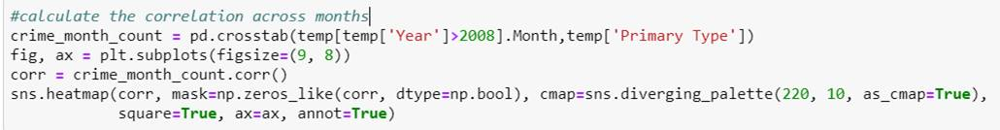 #calculate the correlation across months
crime_month_count = pd.crosstab(temp[temp['Year']>2008].Month,temp['Primary Type'])
fig, ax = plt.subplots(figsize=(9, 8))
corr = crime_month_count.corr()
sns.heatmap(corr, mask=np.zeros_like(corr, dtype=np.bool), cmap=sns.diverging_palette(220, 10, as_cmap=True),
            square=True, ax=ax, annot=True)